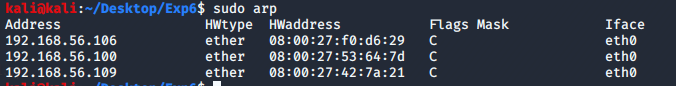 kali@kali:~/Desktop/Exp6$ sudo arp
Address                  HWtype  HWaddress           Flags Mask            Iface
192.168.56.106           ether   08:00:27:f0:d6:29   C                     eth0
192.168.56.100           ether   08:00:27:53:64:7d   C                     eth0
192.168.56.109           ether   08:00:27:42:7a:21   C                     eth0
kali@kali:~/Desktop/Exp6$